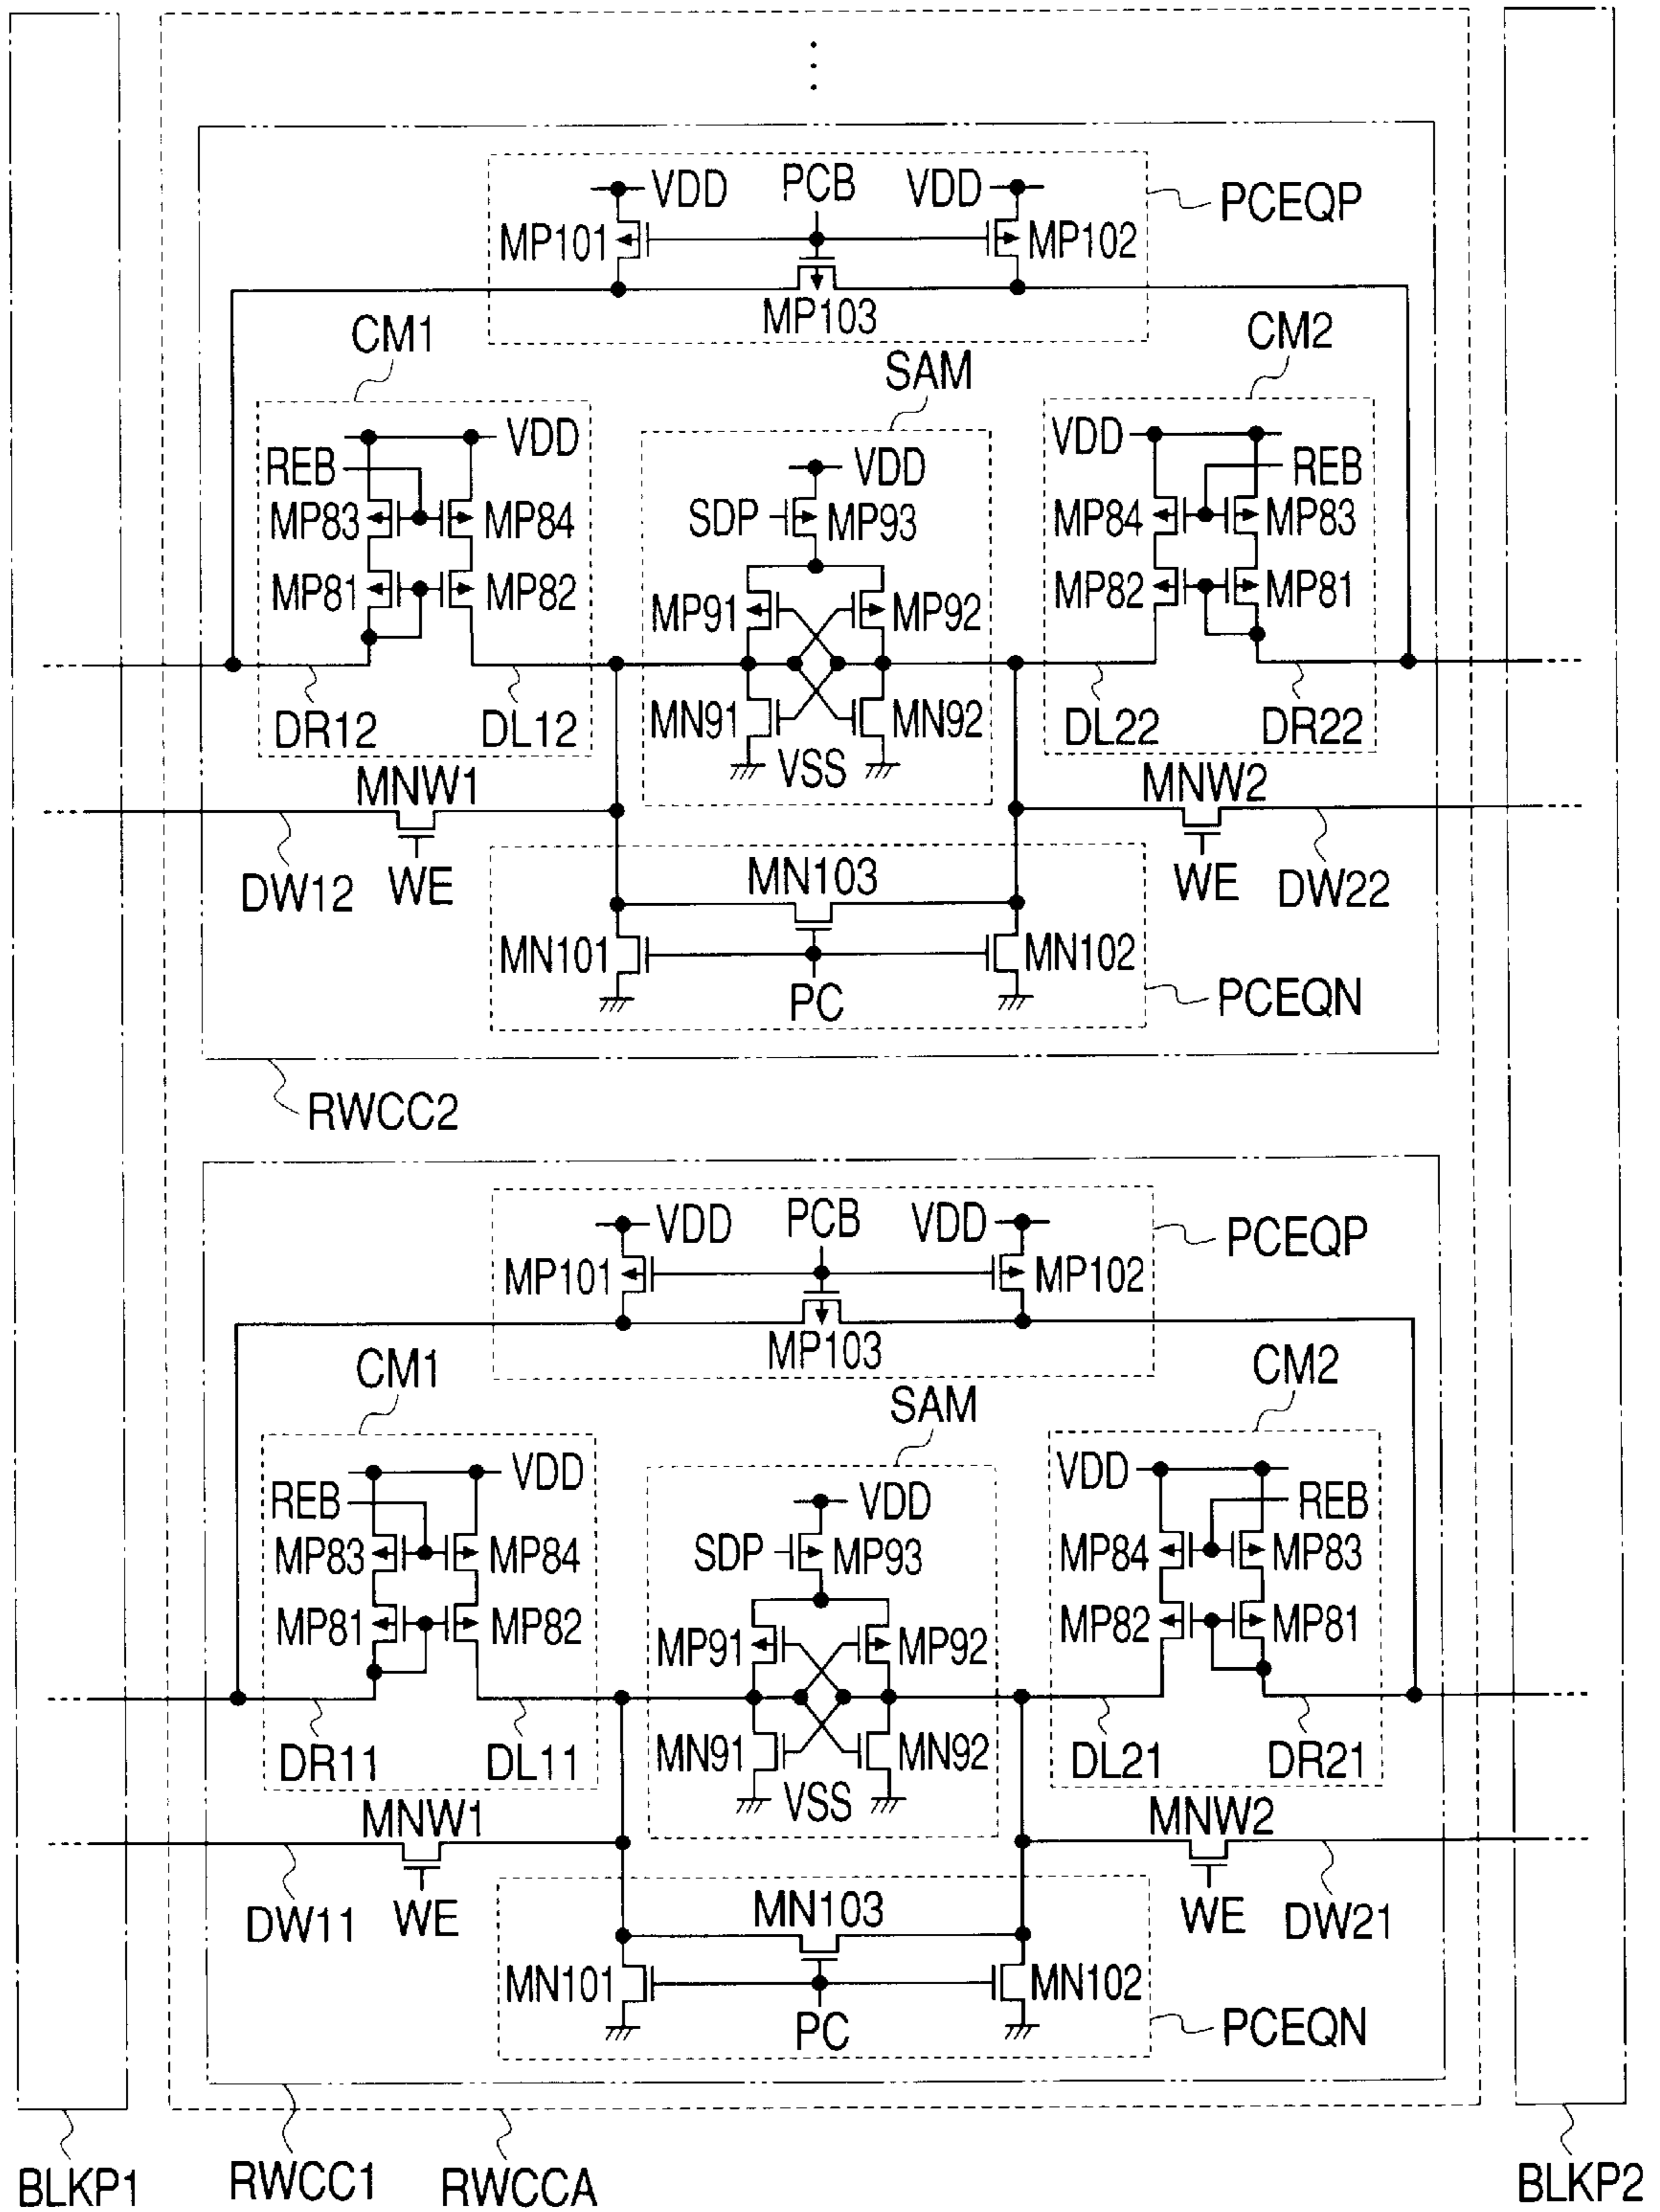 VDD PCB VDD PCEQP
MP101 MP102
MP103
CM1 CM2
SAM
VDD VDD
REB VDD REB
MP83 MP84 SDP MP93 MP84 MP83
MP81 MP82 MP82 MP81
MP91 MP92
MN91 MN92
DR12 DL12 DL22 DR22
VSS
MNW1 MNW2
DW12 WE MN103 WE DW22
MN101 MN102
PC PCEQN
RWCC2
VDD PCB VDD PCEQP
MP101 MP102
MP103
CM1 CM2
SAM
VDD VDD
REB VDD REB
MP83 MP84 SDP MP93 MP84 MP83
MP81 MP82 MP82 MP81
MP91 MP92
MN91 MN92
DR11 DL11 DL21 DR21
VSS
MNW1 MNW2
DW11 WE MN103 WE DW21
MN101 MN102
PC PCEQN
BLKP1 RWCC1 RWCCA BLKP2